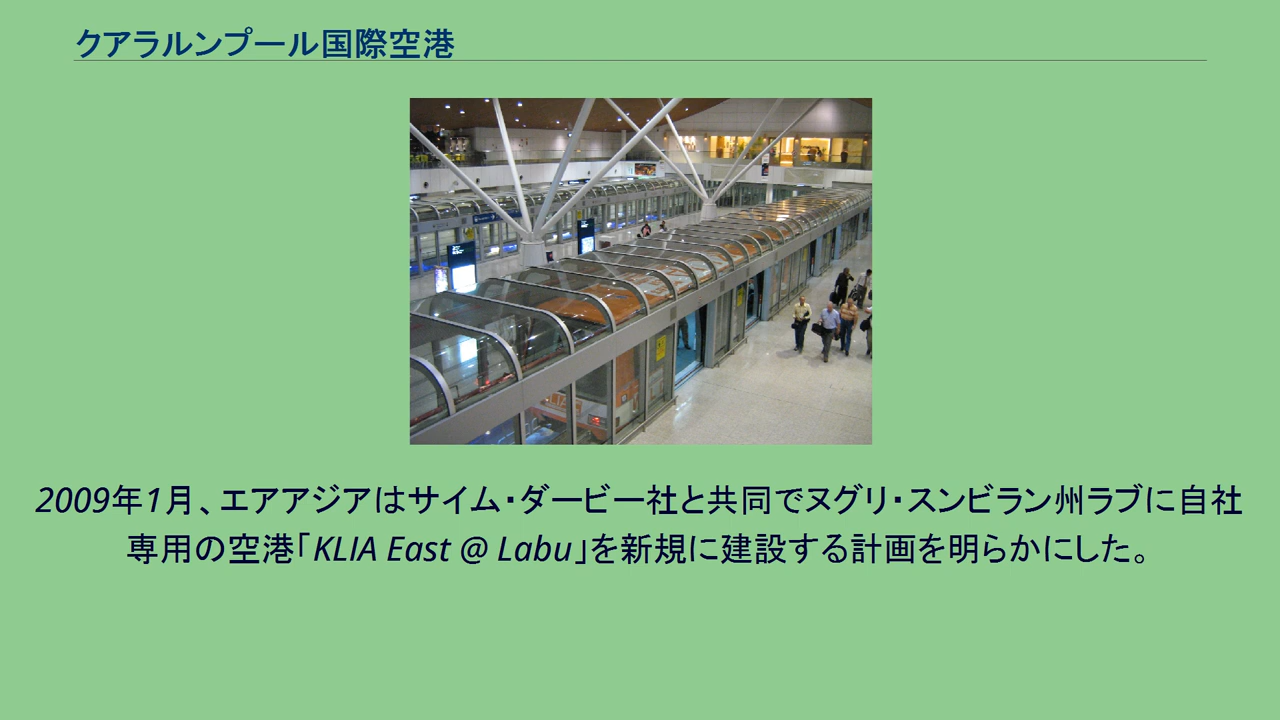 クアラルンプール国際空港
2009年1月、エアアジアはサイム・ダービー社と共同でヌグリ・スンビラン州ラブに自社
専用の空港「KLIA East @ Labu」を新規に建設する計画を明らかにした。